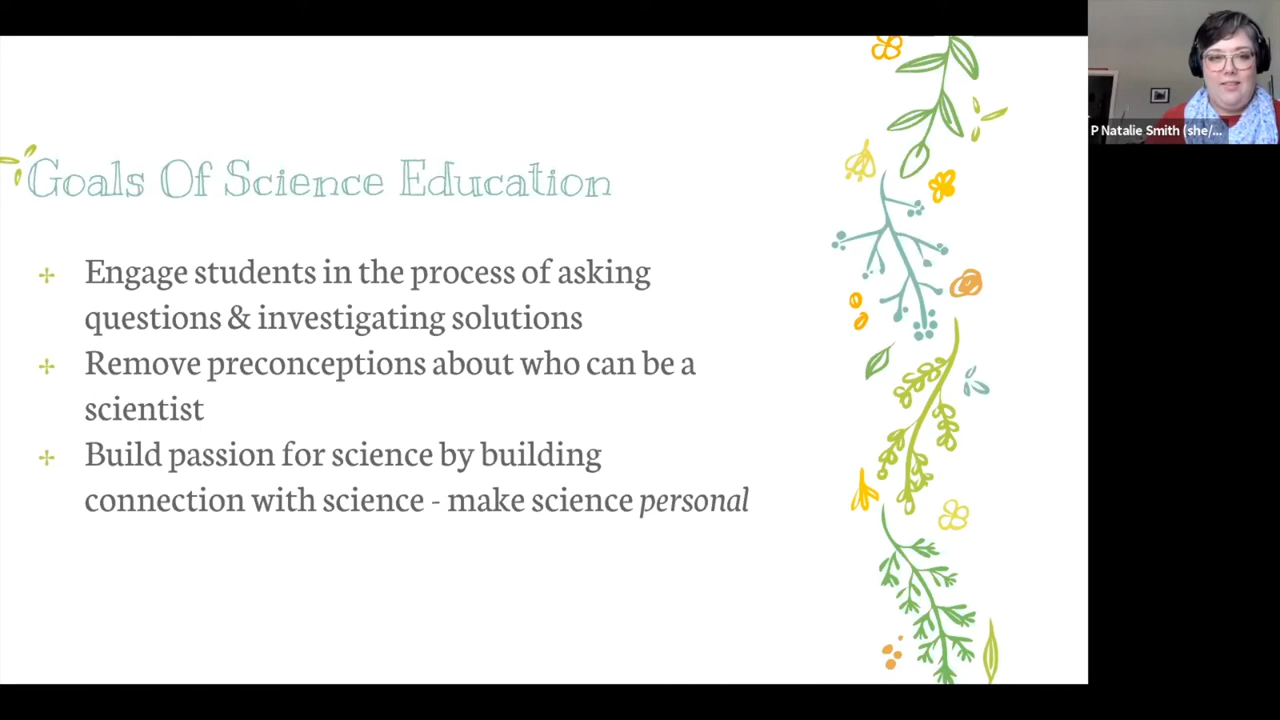 Goals Of Science Education
Engage students in the process of asking
questions & investigating solutions
Remove preconceptions about who can be a
scientist
Build passion for science by building
connection with science - make science personal
P Natalie Smith (she/...